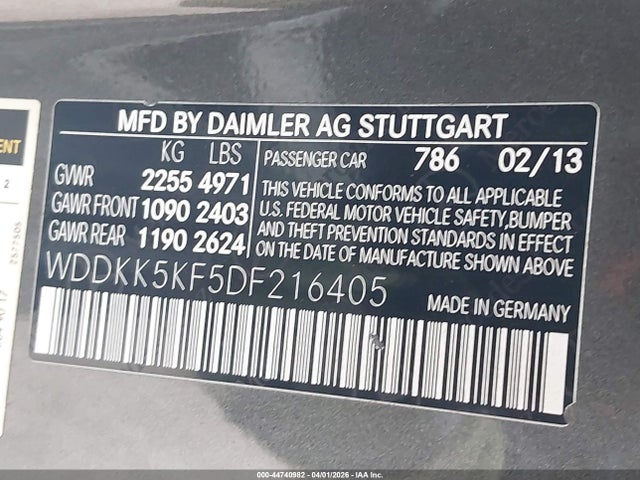 MFD BY DAIMLER AG STUTTGART
KG LBS
GVWR 2255 4971
GAWR FRONT 1090 2403
GAWR REAR 1190 2624
PASSENGER CAR 786 02/13
THIS VEHICLE CONFORMS TO ALL APPLICABLE
U.S. FEDERAL MOTOR VEHICLE SAFETY,BUMPER
AND THEFT PREVENTION STANDARDS IN EFFECT
ON THE DATE OF MANUFACTURE SHOWN ABOVE.
WDDKK5KF5DF216405
MADE IN GERMANY
2
000-44740982 - 04/01/2026 - IAA Inc.